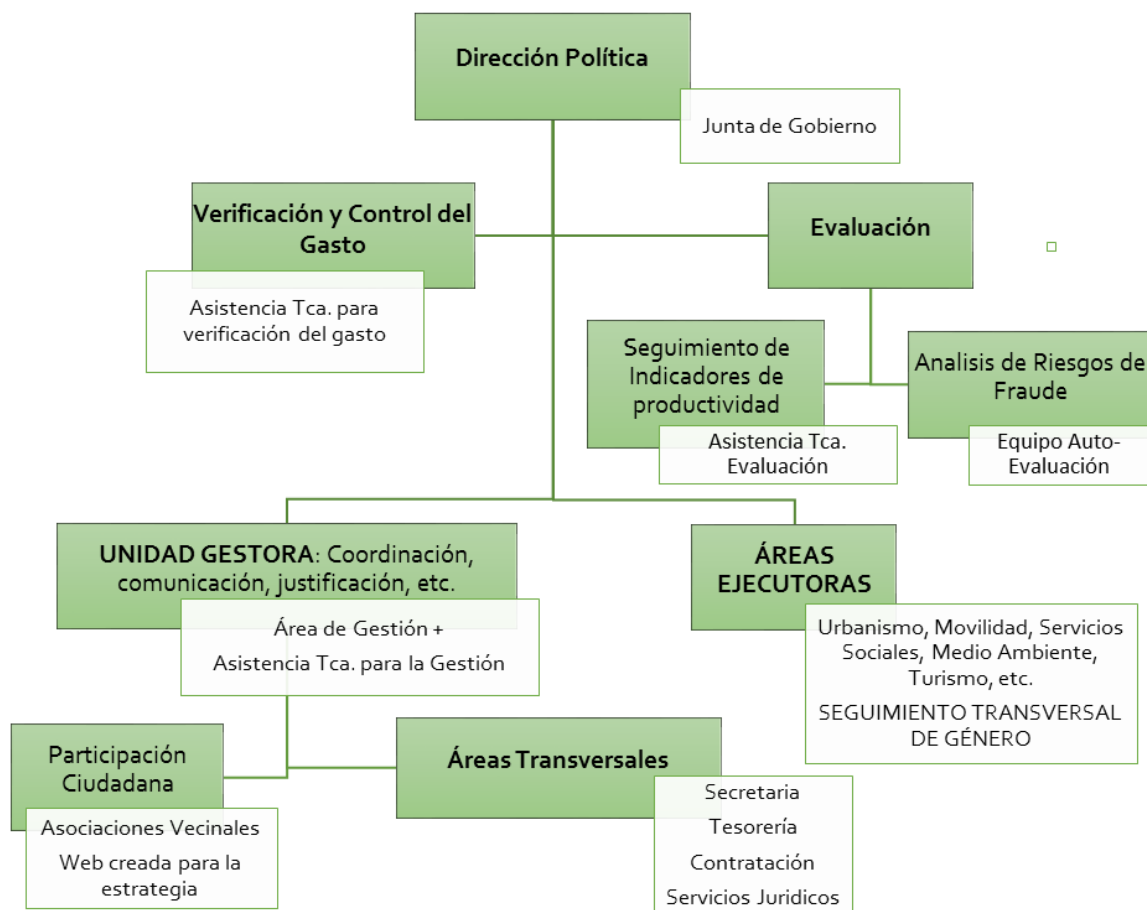 Dirección Política
Junta de Gobierno
Verificación y Control del
Gasto
Asistencia Tca. para
verificación del gasto
Evaluación
Seguimiento de
Indicadores de
productividad
Asistencia Tca.
Evaluación
Analisis de Riesgos de
Fraude
Equipo Auto-
Evaluación
UNIDAD GESTORA: Coordinación,
comunicación, justificación, etc.
Área de Gestión +
Asistencia Tca. para la Gestión
ÁREAS
EJECUTORAS
Urbanismo, Movilidad, Servicios
Sociales, Medio Ambiente,
Turismo, etc.
SEGUIMIENTO TRANSVERSAL
DE GÉNERO
Participación
Ciudadana
Asociaciones Vecinales
Web creada para la
estrategia
Áreas Transversales
Secretaria
Tesorería
Contratación
Servicios Juridicos